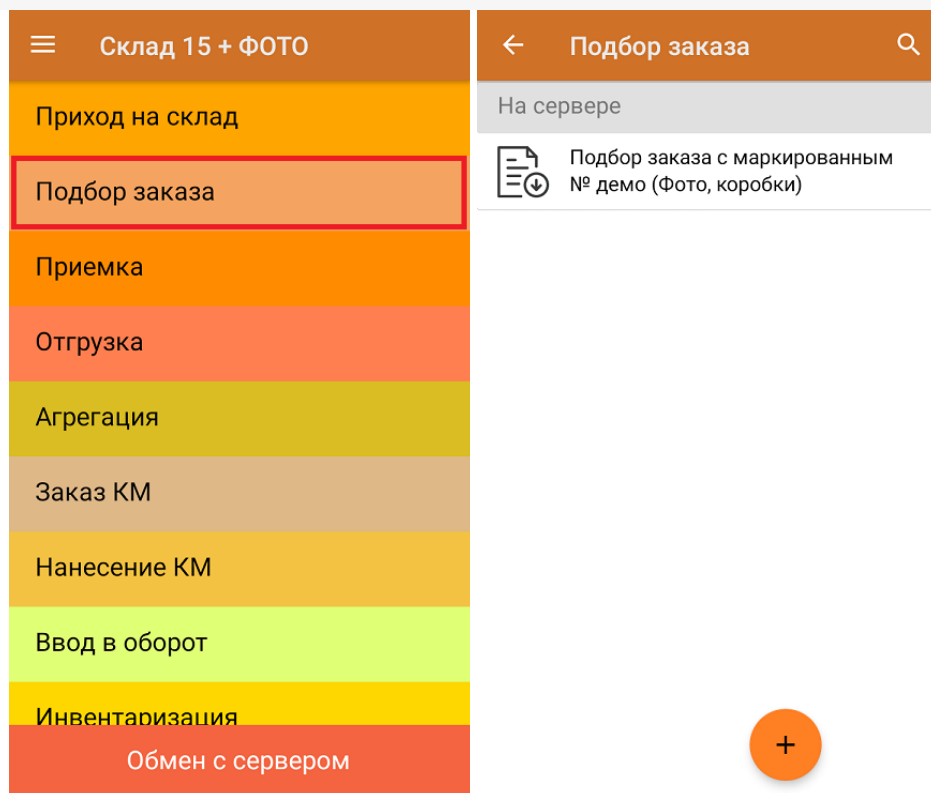 Склад 15 + ФОТО
Приход на склад
Подбор заказа
Приемка
Отгрузка
Агрегация
Заказ КМ
Нанесение КМ
Ввод в оборот
Инвентаризация
Обмен с сервером
Подбор заказа
На сервере
Подбор заказа с маркированным
№ демо (Фото, коробки)
+